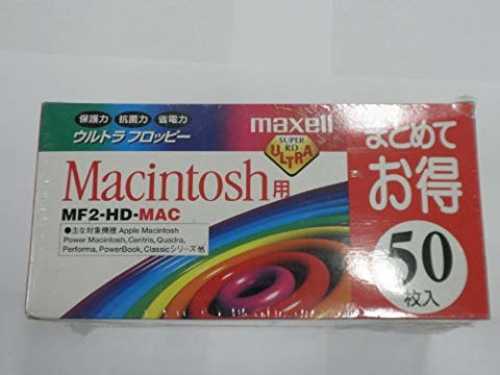 保護力 抗菌力 省電力
ウルトラフロッピー
maxell
SUPER
RD
ULTRA
まとめて
お得
50
枚入
Macintosh用
MF2-HD-MAC
●主な対象機種 Apple Macintosh
Power Macintosh, Centris, Quadra,
Performa, PowerBook, Classicシリーズ他